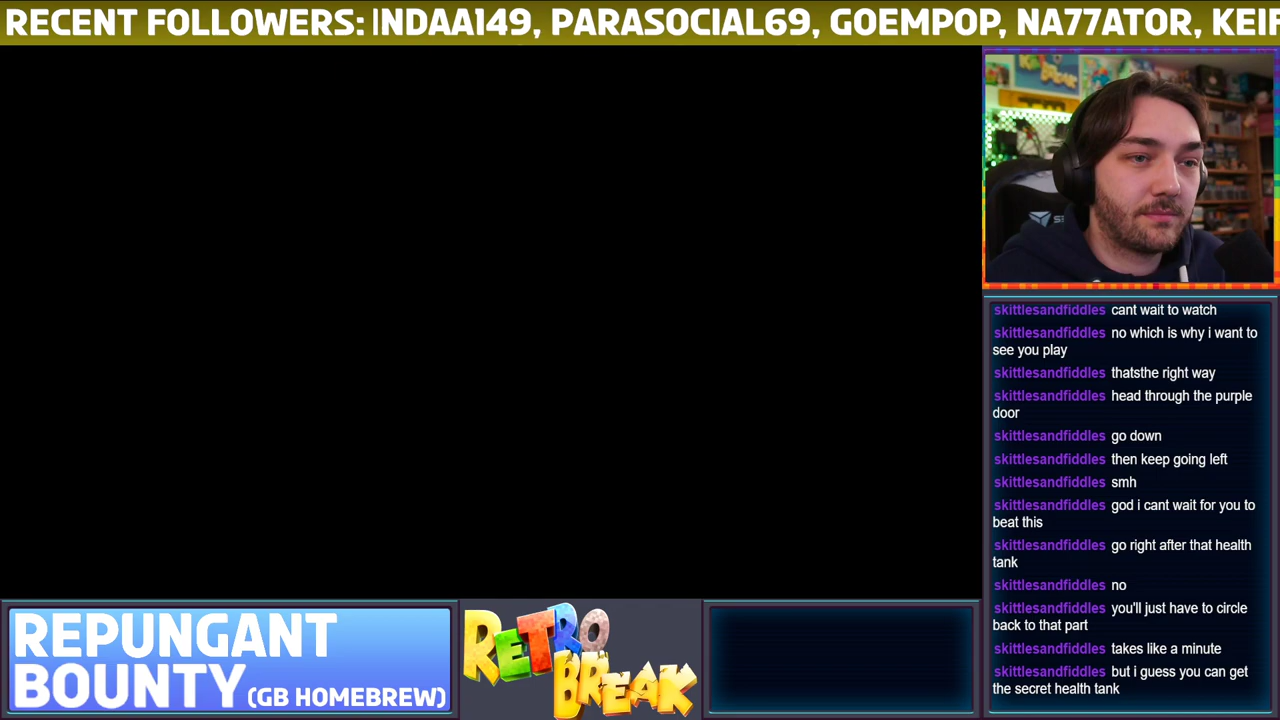 RECENT FOLLOWERS: INDAA149, PARASOCIAL69, GOEMPOP, NA77ATOR, KEIF
skittlesandfiddles cant wait to watch
skittlesandfiddles no which is why i want to
see you play
skittlesandfiddles thatsthe right way
skittlesandfiddles head through the purple
door
skittlesandfiddles go down
skittlesandfiddles then keep going left
skittlesandfiddles smh
skittlesandfiddles god i cant wait for you to
beat this
skittlesandfiddles go right after that health
tank
skittlesandfiddles no
skittlesandfiddles you'll just have to circle
back to that part
skittlesandfiddles takes like a minute
skittlesandfiddles but i guess you can get
the secret health tank
REPUNGANT
BOUNTY (GB HOMEBREW)
RETRO
BREAK